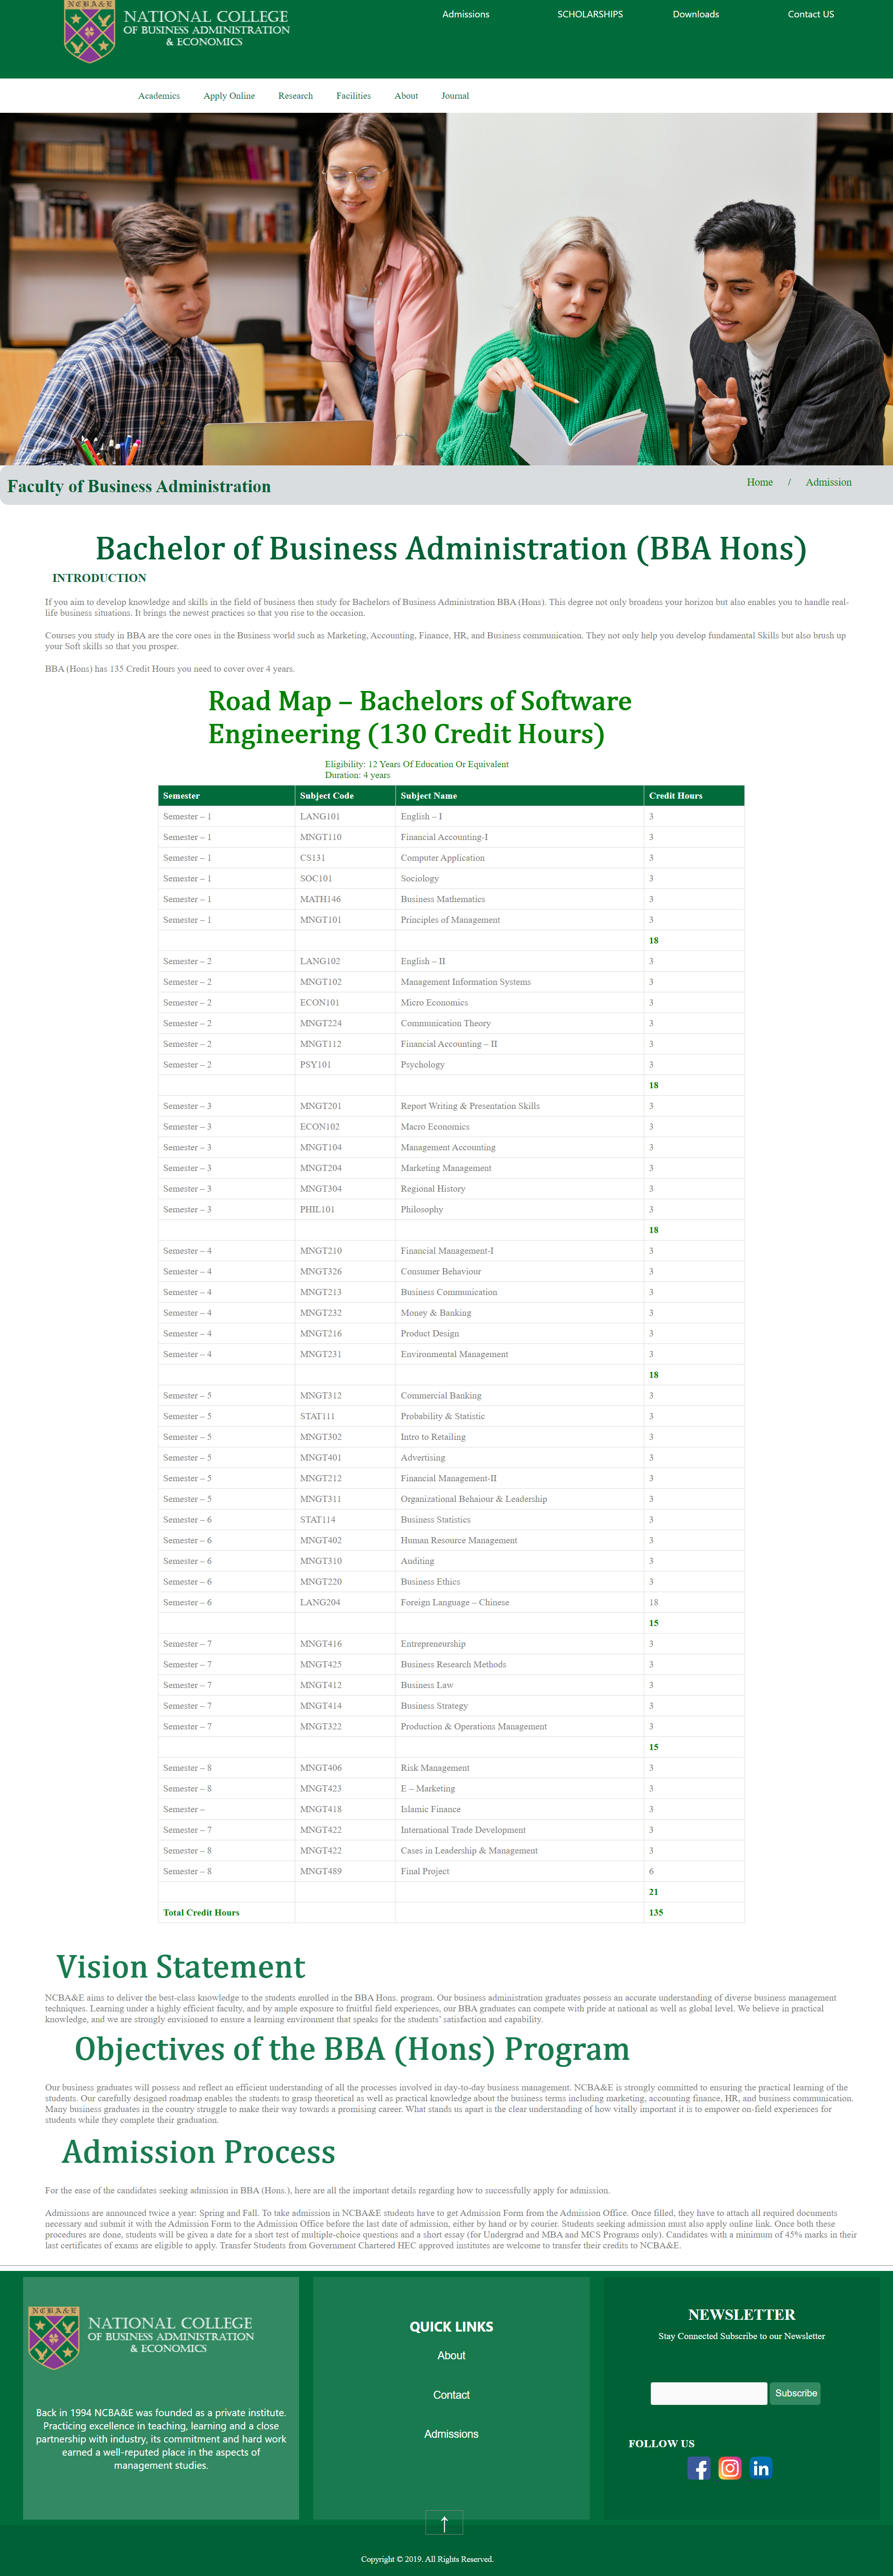 NCBA&E
NATIONAL COLLEGE
OF BUSINESS ADMINISTRATION
& ECONOMICS
Admissions SCHOLARSHIPS Downloads Contact US
Academics Apply Online Research Facilities About Journal
Faculty of Business Administration
Home / Admission
Bachelor of Business Administration (BBA Hons)
INTRODUCTION
If you aim to develop knowledge and skills in the field of business then study for Bachelors of Business Administration BBA (Hons). This degree not only broadens your horizon but also enables you to handle real-
life business situations. It brings the newest practices so that you rise to the occasion.
Courses you study in BBA are the core ones in the Business world such as Marketing, Accounting, Finance, HR, and Business communication. They not only help you develop fundamental Skills but also brush up
your Soft skills so that you prosper.
BBA (Hons) has 135 Credit Hours you need to cover over 4 years.
Road Map – Bachelors of Software
Engineering (130 Credit Hours)
Eligibility: 12 Years Of Education Or Equivalent
Duration: 4 years
Semester Subject Code Subject Name Credit Hours
Semester – 1 LANG101 English – I 3
Semester – 1 MNGT110 Financial Accounting-I 3
Semester – 1 CS131 Computer Application 3
Semester – 1 SOC101 Sociology 3
Semester – 1 MATH146 Business Mathematics 3
Semester – 1 MNGT101 Principles of Management 3
18
Semester – 2 LANG102 English – II 3
Semester – 2 MNGT102 Management Information Systems 3
Semester – 2 ECON101 Micro Economics 3
Semester – 2 MNGT224 Communication Theory 3
Semester – 2 MNGT112 Financial Accounting – II 3
Semester – 2 PSY101 Psychology 3
18
Semester – 3 MNGT201 Report Writing & Presentation Skills 3
Semester – 3 ECON102 Macro Economics 3
Semester – 3 MNGT104 Management Accounting 3
Semester – 3 MNGT204 Marketing Management 3
Semester – 3 MNGT304 Regional History 3
Semester – 3 PHIL101 Philosophy 3
18
Semester – 4 MNGT210 Financial Management-I 3
Semester – 4 MNGT326 Consumer Behaviour 3
Semester – 4 MNGT213 Business Communication 3
Semester – 4 MNGT232 Money & Banking 3
Semester – 4 MNGT216 Product Design 3
Semester – 4 MNGT231 Environmental Management 3
18
Semester – 5 MNGT312 Commercial Banking 3
Semester – 5 STAT111 Probability & Statistic 3
Semester – 5 MNGT302 Intro to Retailing 3
Semester – 5 MNGT401 Advertising 3
Semester – 5 MNGT212 Financial Management-II 3
Semester – 5 MNGT311 Organizational Behaiour & Leadership 3
Semester – 6 STAT114 Business Statistics 3
Semester – 6 MNGT402 Human Resource Management 3
Semester – 6 MNGT310 Auditing 3
Semester – 6 MNGT220 Business Ethics 3
Semester – 6 LANG204 Foreign Language – Chinese 18
15
Semester – 7 MNGT416 Entrepreneurship 3
Semester – 7 MNGT425 Business Research Methods 3
Semester – 7 MNGT412 Business Law 3
Semester – 7 MNGT414 Business Strategy 3
Semester – 7 MNGT322 Production & Operations Management 3
15
Semester – 8 MNGT406 Risk Management 3
Semester – 8 MNGT423 E – Marketing 3
Semester – MNGT418 Islamic Finance 3
Semester – 7 MNGT422 International Trade Development 3
Semester – 8 MNGT422 Cases in Leadership & Management 3
Semester – 8 MNGT489 Final Project 6
21
Total Credit Hours 135
Vision Statement
NCBA&E aims to deliver the best-class knowledge to the students enrolled in the BBA Hons. program. Our business administration graduates possess an accurate understanding of diverse business management
techniques. Learning under a highly efficient faculty, and by ample exposure to fruitful field experiences, our BBA graduates can compete with pride at national as well as global level. We believe in practical
knowledge, and we are strongly envisioned to ensure a learning environment that speaks for the students’ satisfaction and capability.
Objectives of the BBA (Hons) Program
Our business graduates will possess and reflect an efficient understanding of all the processes involved in day-to-day business management. NCBA&E is strongly committed to ensuring the practical learning of the
students. Our carefully designed roadmap enables the students to grasp theoretical as well as practical knowledge about the business terms including marketing, accounting finance, HR, and business communication.
Many business graduates in the country struggle to make their way towards a promising career. What stands us apart is the clear understanding of how vitally important it is to empower on-field experiences for
students while they complete their graduation.
Admission Process
For the ease of the candidates seeking admission in BBA (Hons.), here are all the important details regarding how to successfully apply for admission.
Admissions are announced twice a year: Spring and Fall. To take admission in NCBA&E students have to get Admission Form from the Admission Office. Once filled, they have to attach all required documents
necessary and submit it with the Admission Form to the Admission Office before the last date of admission, either by hand or by courier. Students seeking admission must also apply online link. Once both these
procedures are done, students will be given a date for a short test of multiple-choice questions and a short essay (for Undergrad and MBA and MCS Programs only). Candidates with a minimum of 45% marks in their
last certificates of exams are eligible to apply. Transfer Students from Government Chartered HEC approved institutes are welcome to transfer their credits to NCBA&E.
NCBA&E
NATIONAL COLLEGE
OF BUSINESS ADMINISTRATION
& ECONOMICS
Back in 1994 NCBA&E was founded as a private institute.
Practicing excellence in teaching, learning and a close
partnership with industry, its commitment and hard work
earned a well-reputed place in the aspects of
management studies.
QUICK LINKS
About
Contact
Admissions
NEWSLETTER
Stay Connected Subscribe to our Newsletter
Subscribe
FOLLOW US
↑
Copyright © 2019. All Rights Reserved.